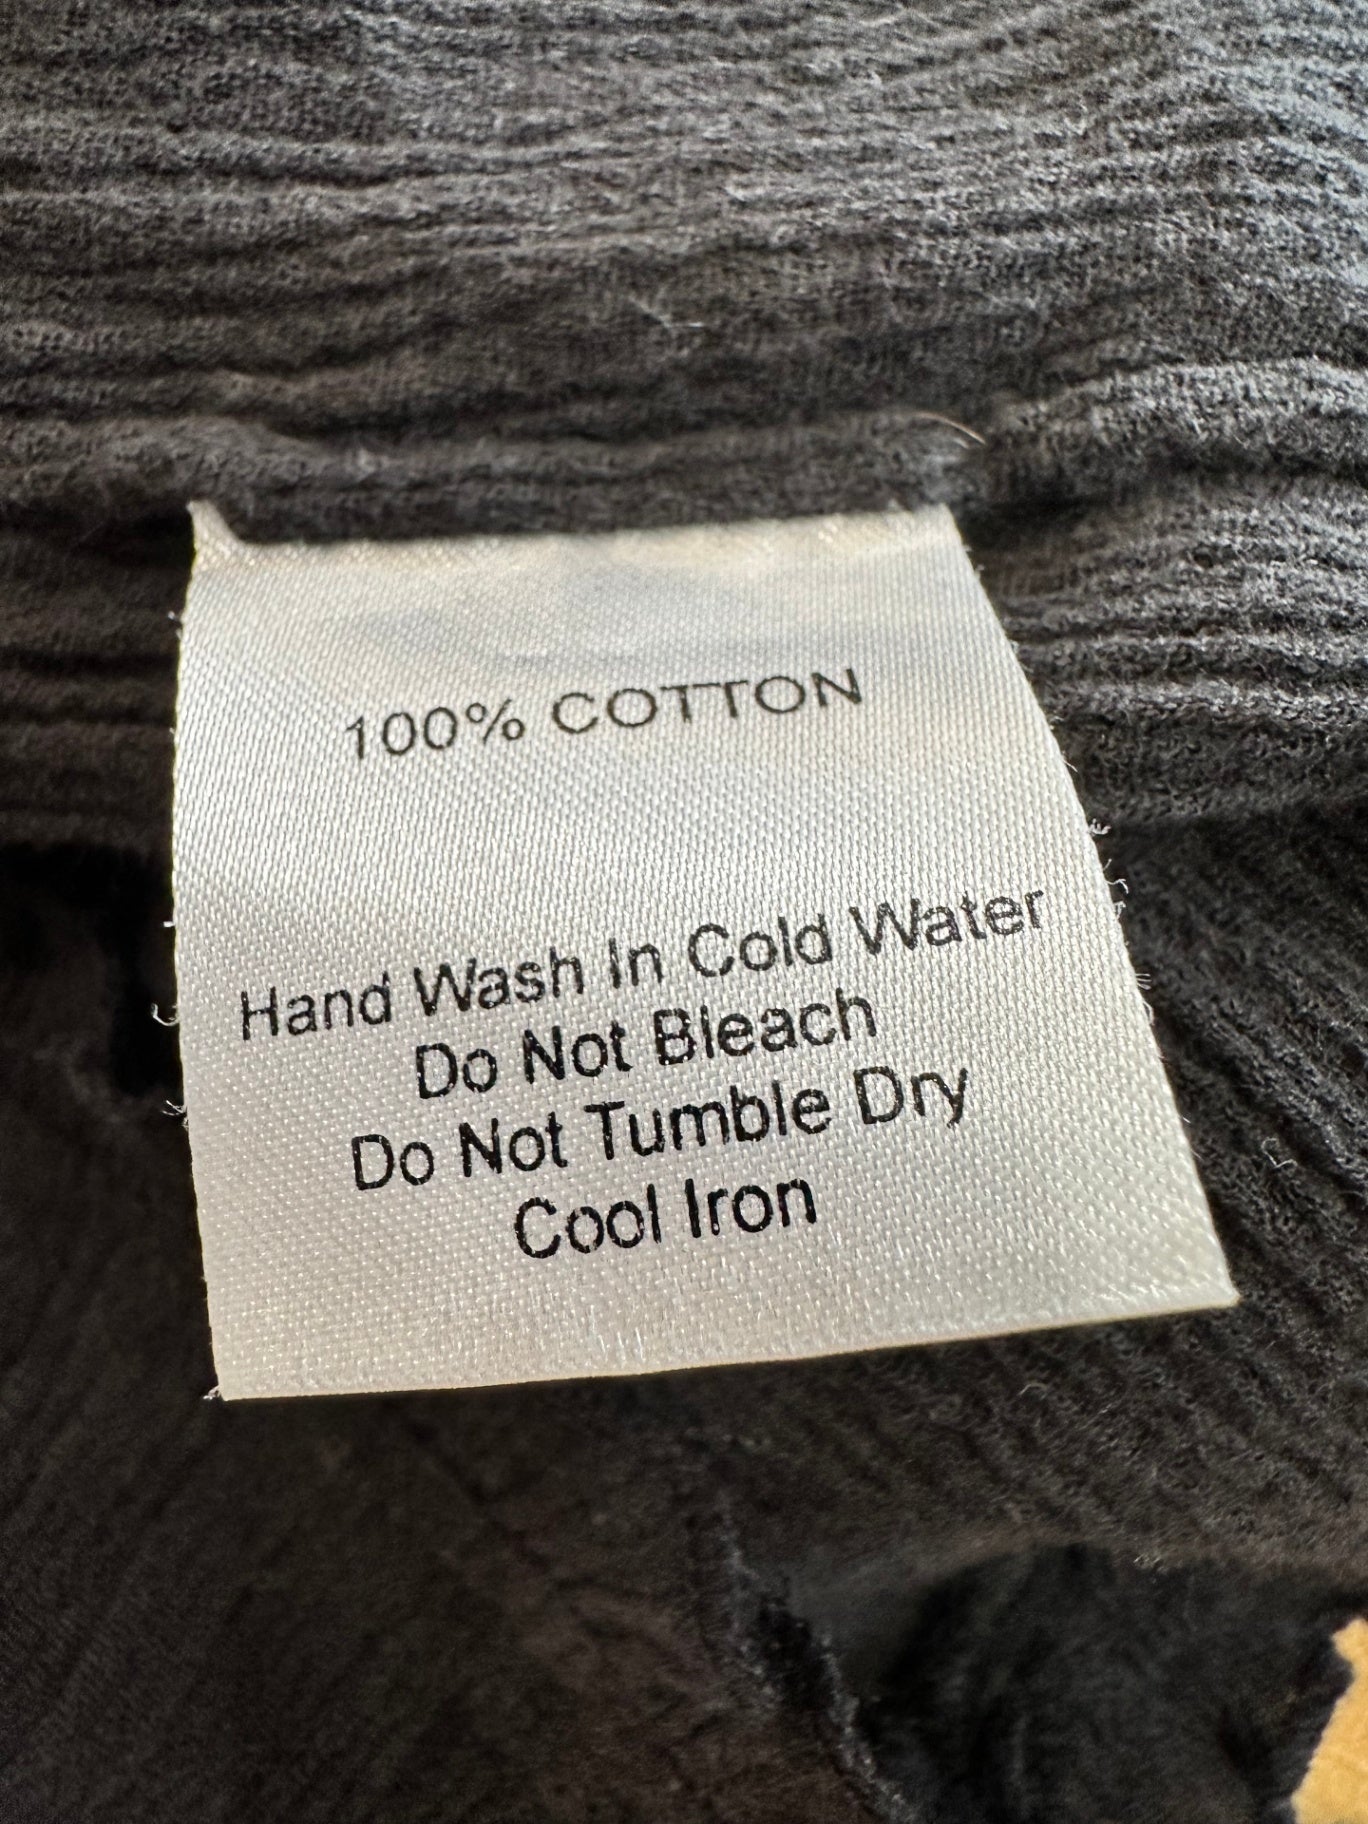 100% COTTON
Hand Wash In Cold Water
Do Not Bleach
Do Not Tumble Dry
Cool Iron